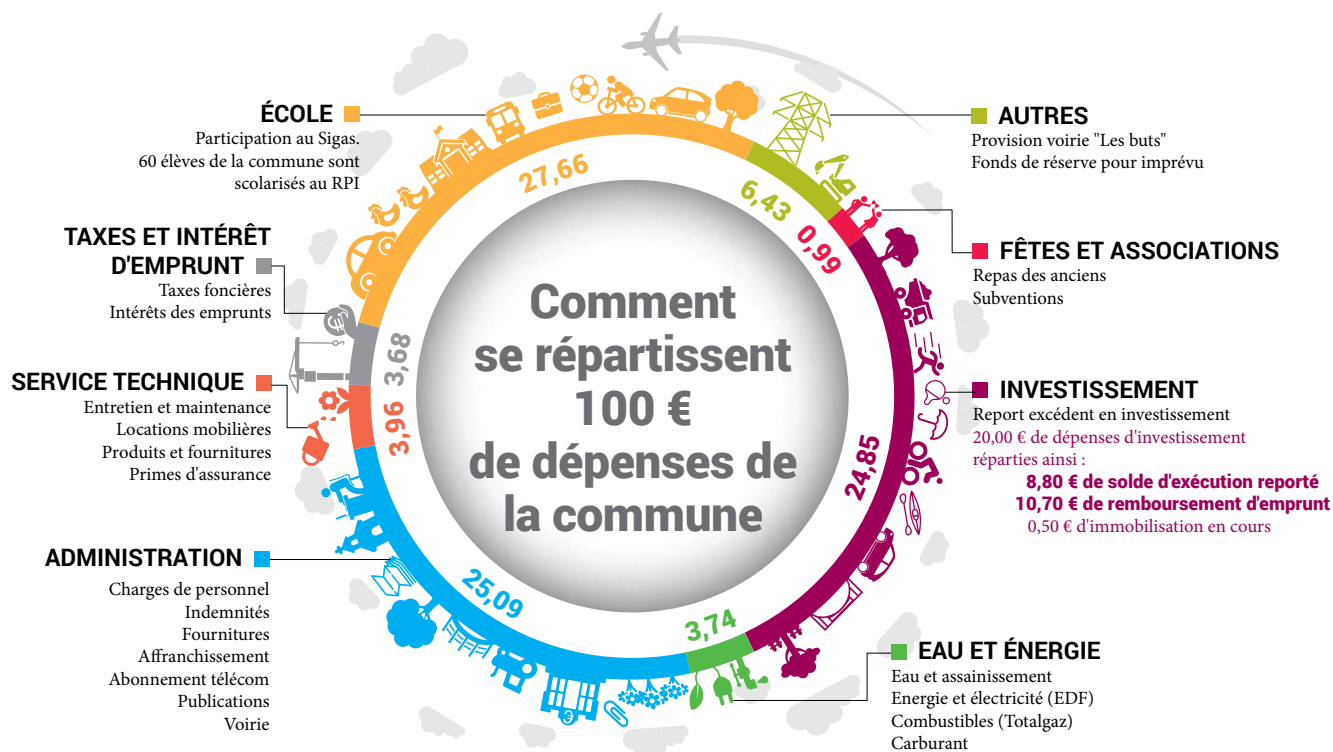 ÉCOLE
Participation au Sigas.
60 élèves de la commune sont
scolarisés au RPI
TAXES ET INTÉRÊT
D'EMPRUNT
Taxes foncières
Intérêts des emprunts
SERVICE TECHNIQUE
Entretien et maintenance
Locations mobilières
Produits et fournitures
Primes d'assurance
ADMINISTRATION
Charges de personnel
Indemnités
Fournitures
Affranchissement
Abonnement télécom
Publications
Voirie
27,66
6,43
0,99
24,85
3,74
25,09
3,96
3,68
Comment
se répartissent
100 €
de dépenses de
la commune
AUTRES
Provision voirie "Les buts"
Fonds de réserve pour imprévu
FÊTES ET ASSOCIATIONS
Repas des anciens
Subventions
INVESTISSEMENT
Report excédent en investissement
20,00 € de dépenses d'investissement
réparties ainsi :
8,80 € de solde d'exécution reporté
10,70 € de remboursement d'emprunt
0,50 € d'immobilisation en cours
EAU ET ÉNERGIE
Eau et assainissement
Energie et électricité (EDF)
Combustibles (Totalgaz)
Carburant